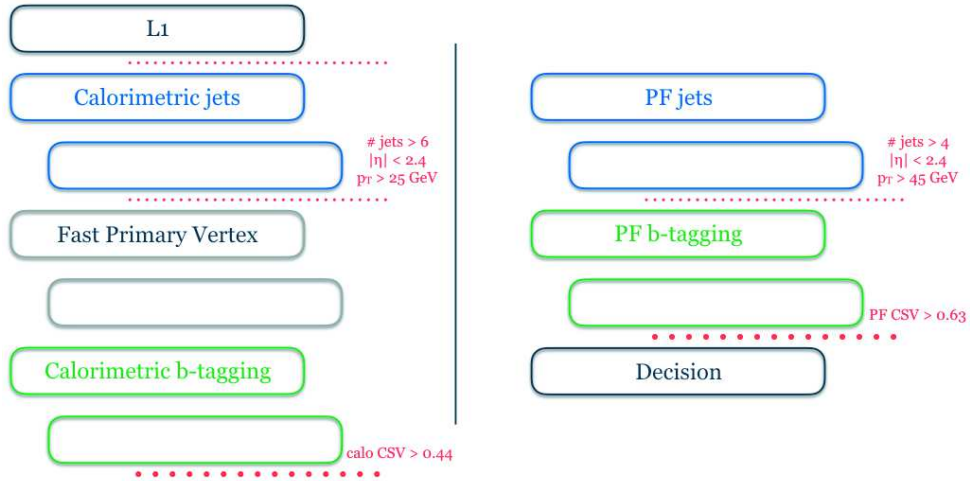 L1
Calorimetric jets
# jets > 6
|η| < 2.4
pT > 25 GeV
Fast Primary Vertex
Calorimetric b-tagging
calo CSV > 0.44
PF jets
# jets > 4
|η| < 2.4
pT > 45 GeV
PF b-tagging
PF CSV > 0.63
Decision